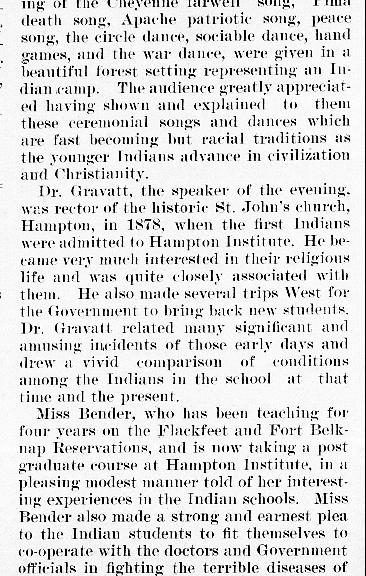 ing of the Cheyenne farwell song, Pima
death song, Apache patriotic song, peace
song, the circle dance, sociable dance, hand
games, and the war dance, were given in a
beautiful forest setting representing an In-
dian camp. The audience greatly appreciat-
ed having shown and explained to them
these ceremonial songs and dances which
are fast becoming but racial traditions as
the younger Indians advance in civilization
and Christianity.
Dr. Gravatt, the speaker of the evening,
was rector of the historic St. John's church,
Hampton, in 1878, when the first Indians
were admitted to Hampton Institute. He be-
came very much interested in their religious
life and was quite closely associated with
them. He also made several trips West for
the Government to bring back new students.
Dr. Gravatt related many significant and
amusing incidents of those early days and
drew a vivid comparison of conditions
among the Indians in the school at that
time and the present.
Miss Bender, who has been teaching for
four years on the Flackfeet and Fort Belk-
nap Reservations, and is now taking a post
graduate course at Hampton Institute, in a
pleasing modest manner told of her interest-
ing experiences in the Indian schools. Miss
Bender also made a strong and earnest plea
to the Indian students to fit themselves to
co-operate with the doctors and Government
officials in fighting the terrible diseases of